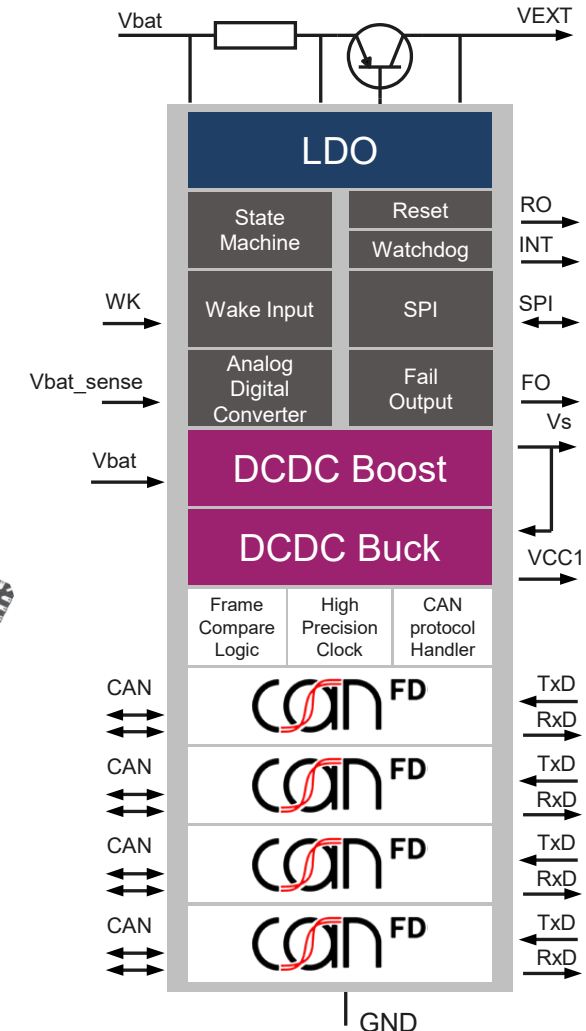 Vbat
VEXT
LDO
State
Machine
Reset
Watchdog
RO
INT
WK
Wake Input
SPI
SPI
Vbat_sense
Analog
Digital
Converter
Fail
Output
FO
Vs
Vbat
DCDC Boost
DCDC Buck
VCC1
Frame
Compare
Logic
High
Precision
Clock
CAN
protocol
Handler
CAN
CAN FD
TxD
RxD
CAN
CAN FD
TxD
RxD
CAN
CAN FD
TxD
RxD
CAN
CAN FD
TxD
RxD
GND